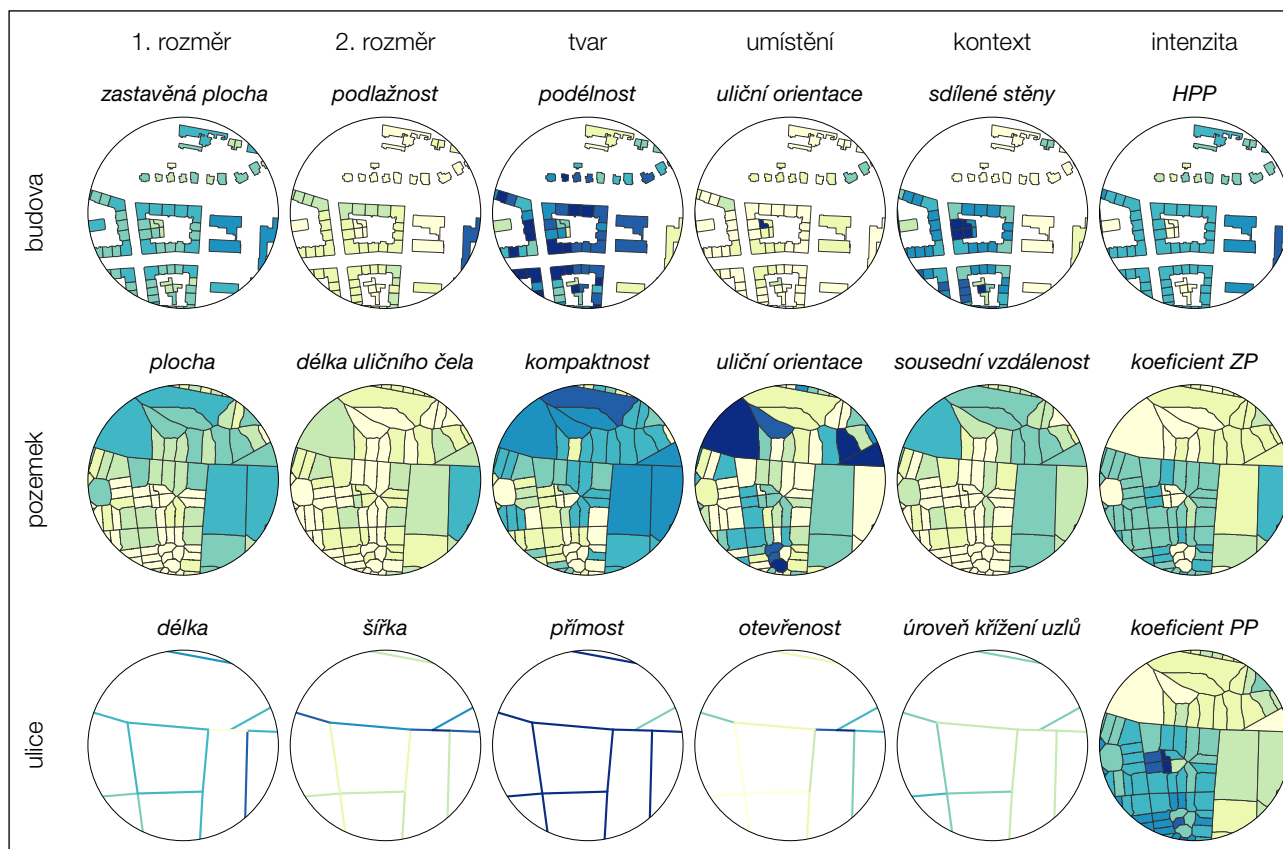 1. rozměr 2. rozměr tvar umístění kontext intenzita
zastavěná plocha podlažnost podélnost uliční orientace sdílené stěny HPP
budova
plocha délka uličního čela kompaktnost uliční orientace sousední vzdálenost koeficient ZP
pozemek
délka šířka přímost otevřenost úroveň křížení uzlů koeficient PP
ulice